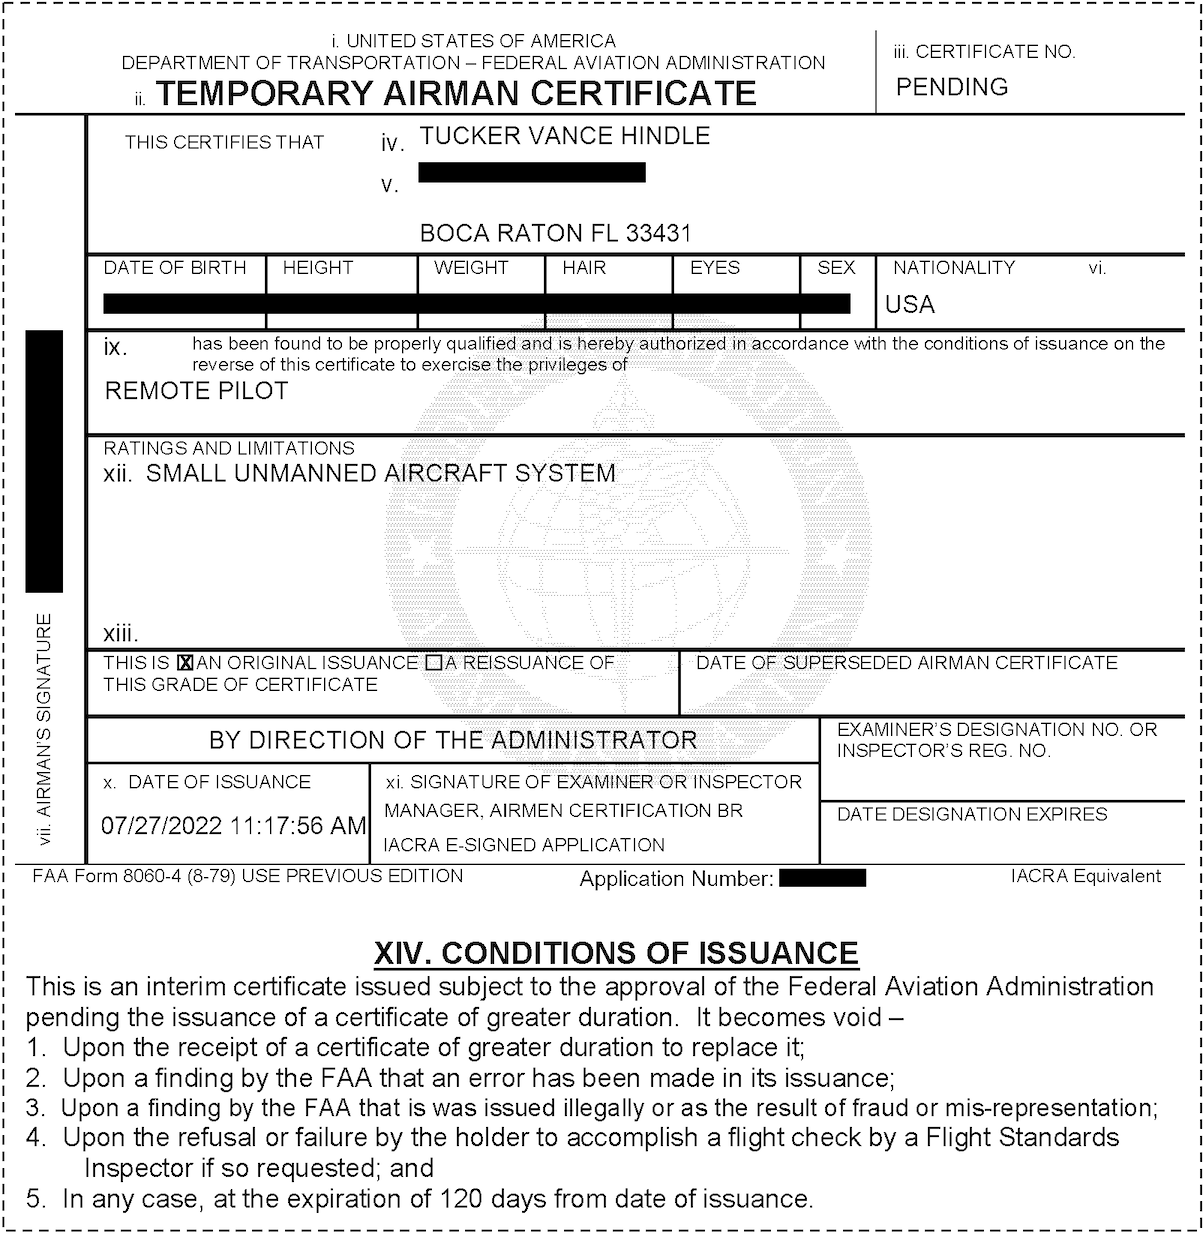 i. UNITED STATES OF AMERICA
DEPARTMENT OF TRANSPORTATION – FEDERAL AVIATION ADMINISTRATION
ii. TEMPORARY AIRMAN CERTIFICATE
iii. CERTIFICATE NO.
PENDING
THIS CERTIFIES THAT
iv. TUCKER VANCE HINDLE
v.
BOCA RATON FL 33431
DATE OF BIRTH HEIGHT WEIGHT HAIR EYES SEX NATIONALITY vi.
USA
ix. has been found to be properly qualified and is hereby authorized in accordance with the conditions of issuance on the
reverse of this certificate to exercise the privileges of
REMOTE PILOT
RATINGS AND LIMITATIONS
xii. SMALL UNMANNED AIRCRAFT SYSTEM
xiii.
vii. AIRMAN'S SIGNATURE
THIS IS X AN ORIGINAL ISSUANCE A REISSUANCE OF
THIS GRADE OF CERTIFICATE
DATE OF SUPERSEDED AIRMAN CERTIFICATE
BY DIRECTION OF THE ADMINISTRATOR
EXAMINER'S DESIGNATION NO. OR
INSPECTOR'S REG. NO.
x. DATE OF ISSUANCE
07/27/2022 11:17:56 AM
xi. SIGNATURE OF EXAMINER OR INSPECTOR
MANAGER, AIRMEN CERTIFICATION BR
IACRA E-SIGNED APPLICATION
DATE DESIGNATION EXPIRES
FAA Form 8060-4 (8-79) USE PREVIOUS EDITION
Application Number:
IACRA Equivalent
XIV. CONDITIONS OF ISSUANCE
This is an interim certificate issued subject to the approval of the Federal Aviation Administration
pending the issuance of a certificate of greater duration. It becomes void –
1. Upon the receipt of a certificate of greater duration to replace it;
2. Upon a finding by the FAA that an error has been made in its issuance;
3. Upon a finding by the FAA that is was issued illegally or as the result of fraud or mis-representation;
4. Upon the refusal or failure by the holder to accomplish a flight check by a Flight Standards
Inspector if so requested; and
5. In any case, at the expiration of 120 days from date of issuance.